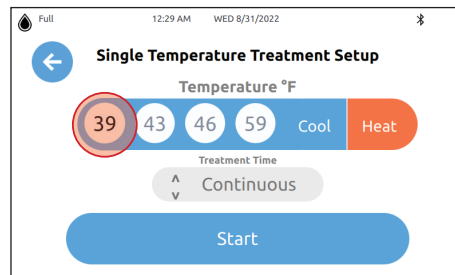 Full 12:29 AM WED 8/31/2022
Single Temperature Treatment Setup
Temperature °F
39 43 46 59 Cool Heat
Treatment Time
Continuous
Start